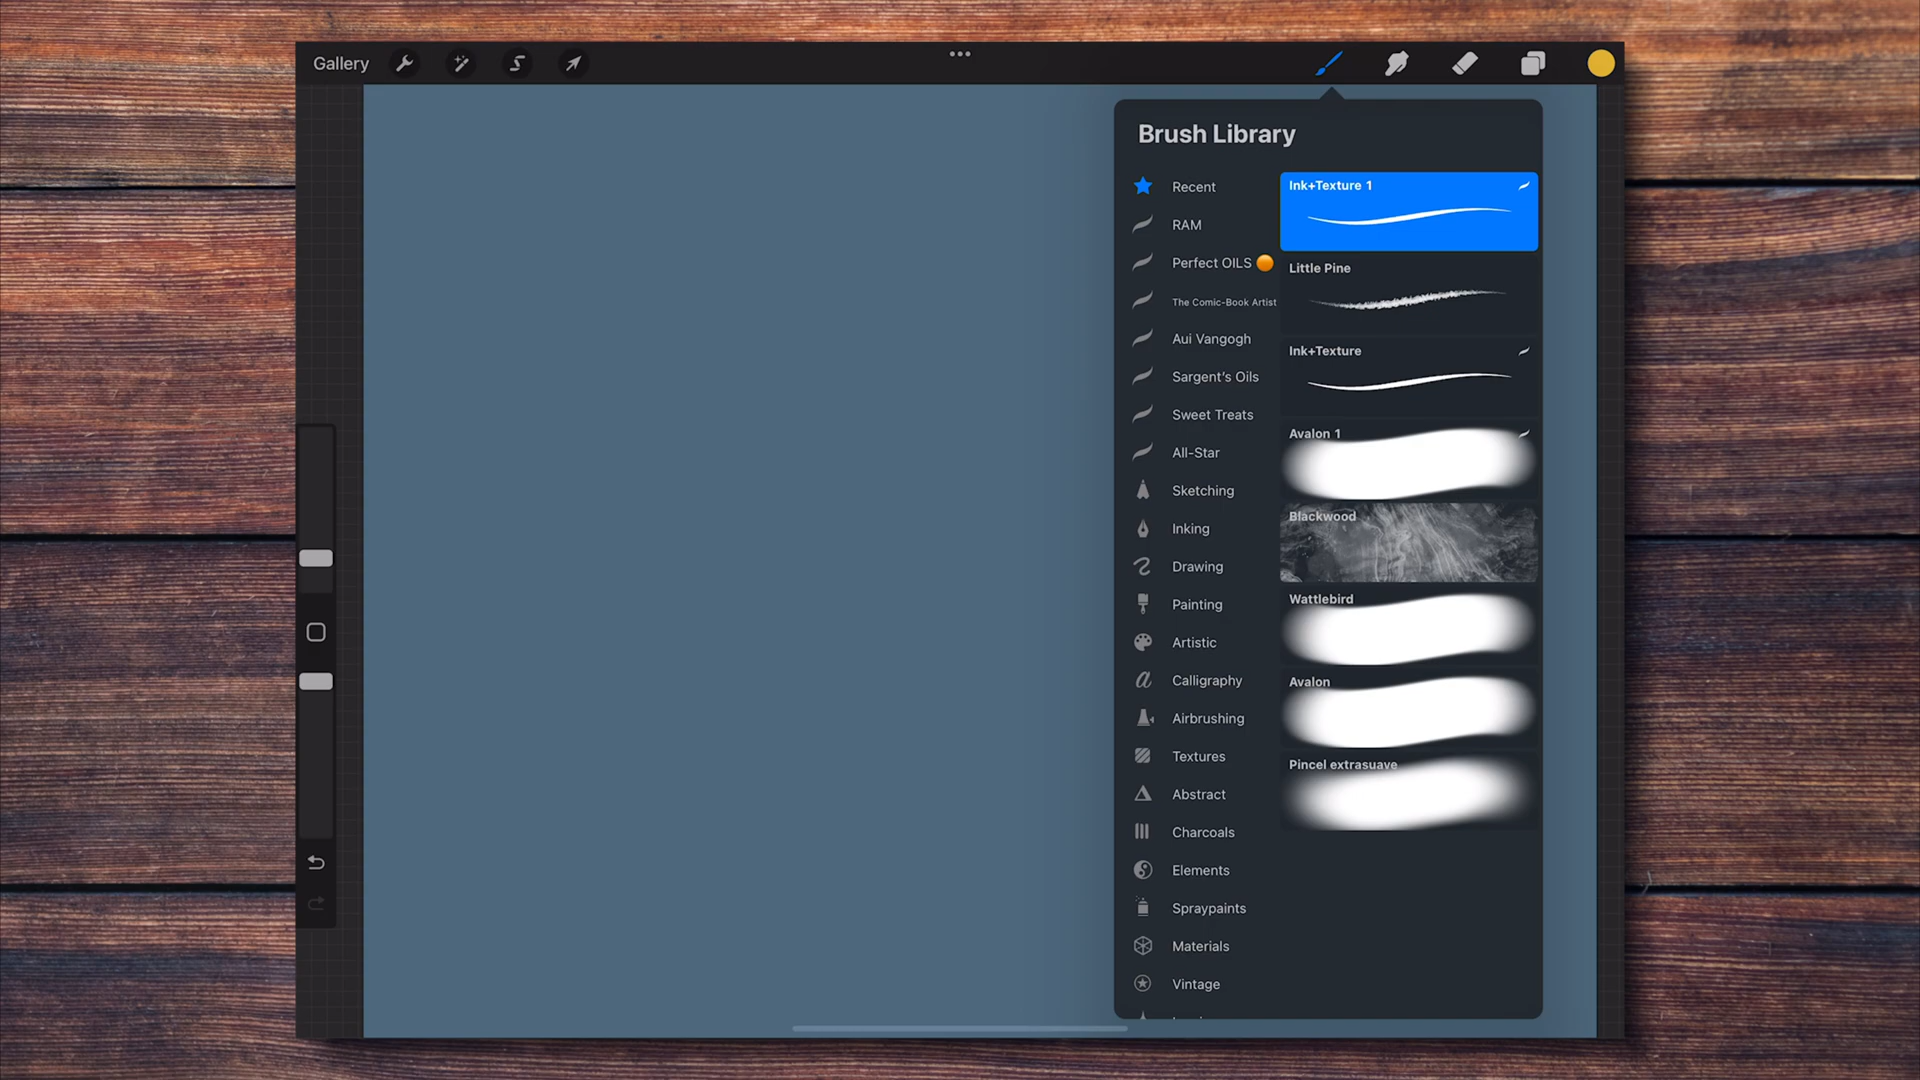 Gallery
Brush Library
Recent
RAM
Perfect OILS
The Comic-Book Artist
Aui Vangogh
Sargent's Oils
Sweet Treats
All-Star
Sketching
Inking
Drawing
Painting
Artistic
Calligraphy
Airbrushing
Textures
Abstract
Charcoals
Elements
Spraypaints
Materials
Vintage
Ink+Texture 1
Little Pine
Ink+Texture
Avalon 1
Blackwood
Wattlebird
Avalon
Pincel extrasuave